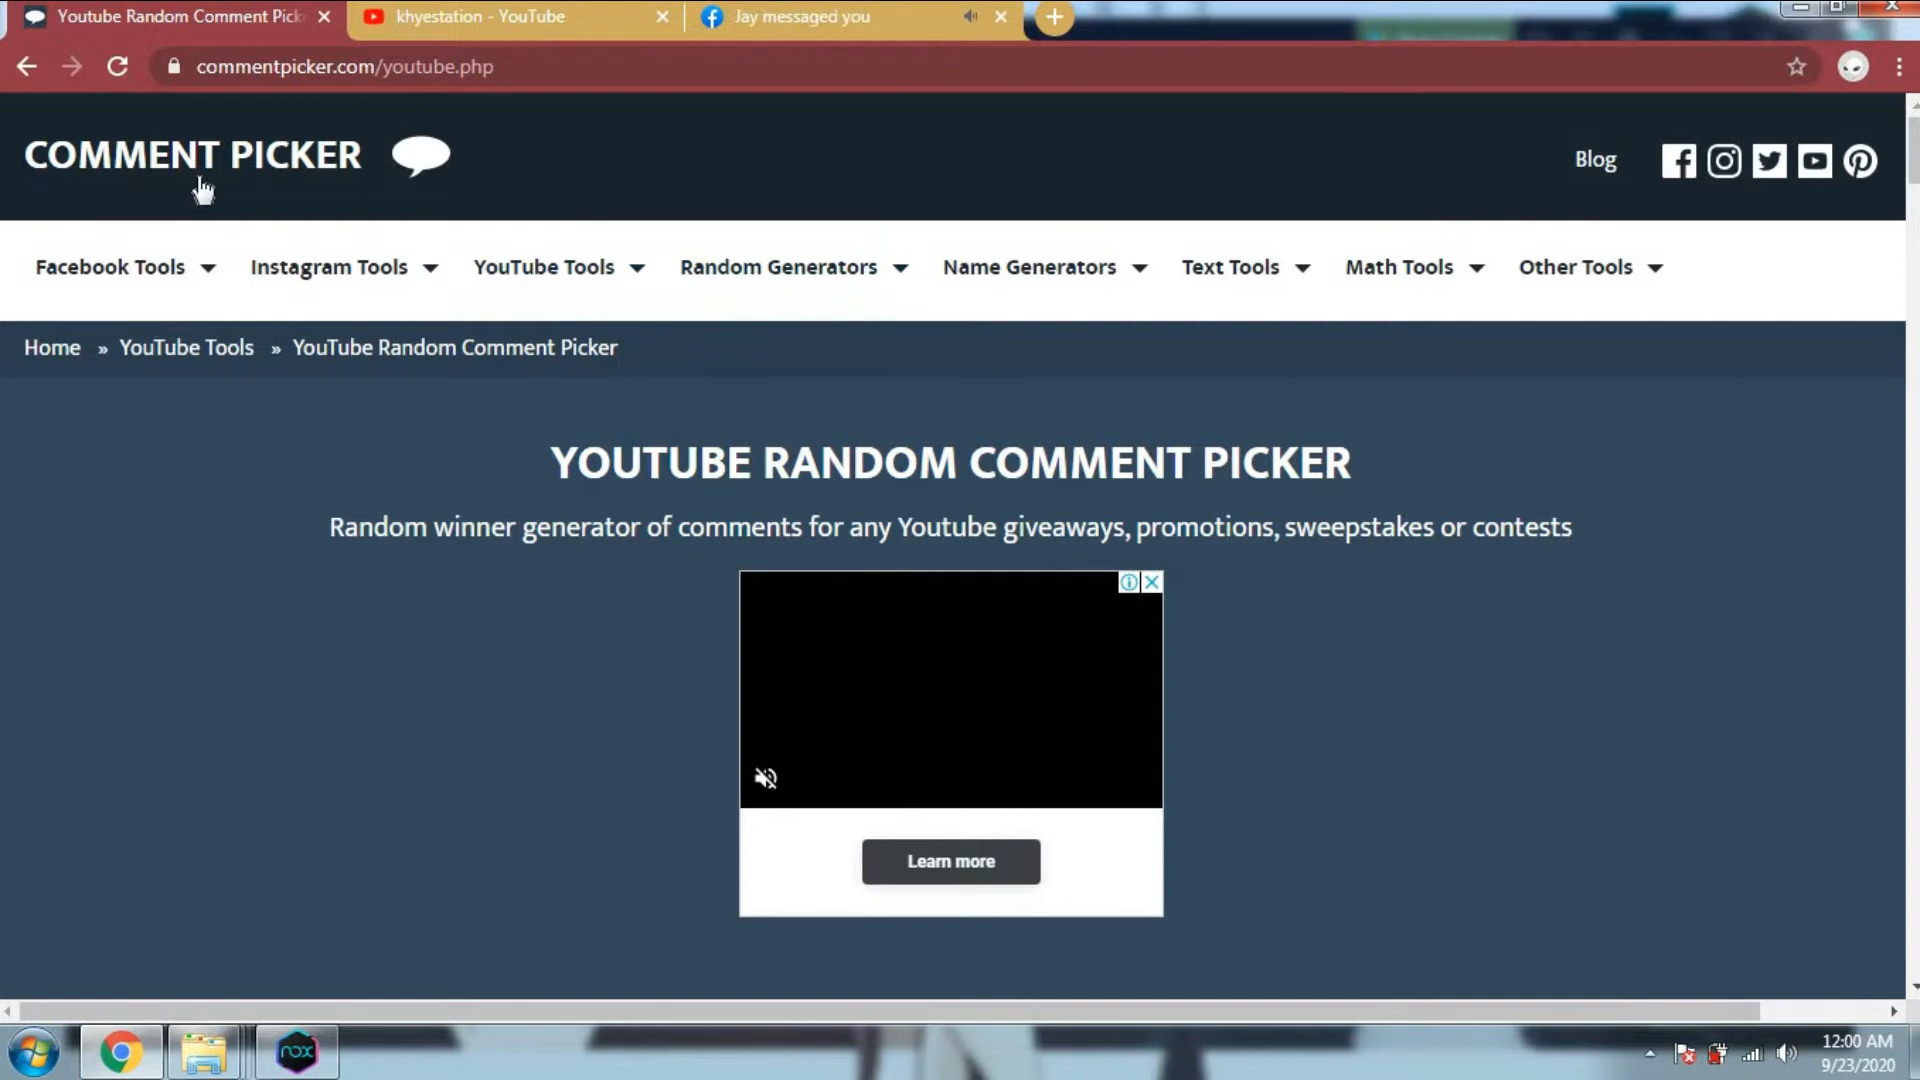 Youtube Random Comment Pick
khyestation - YouTube
Jay messaged you
commentpicker.com/youtube.php
COMMENT PICKER
Blog
Facebook Tools
Instagram Tools
YouTube Tools
Random Generators
Name Generators
Text Tools
Math Tools
Other Tools
Home » YouTube Tools » YouTube Random Comment Picker
YOUTUBE RANDOM COMMENT PICKER
Random winner generator of comments for any Youtube giveaways, promotions, sweepstakes or contests
Learn more
nox
12:00 AM
9/23/2020